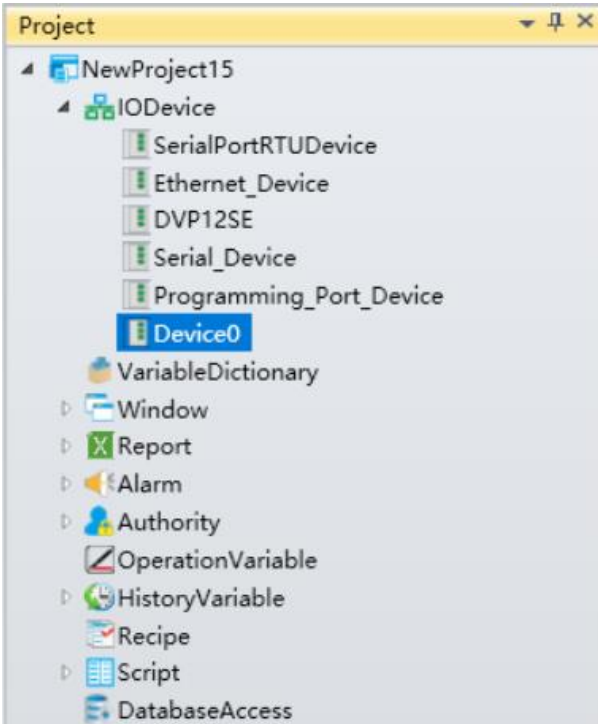 Project
NewProject15
IODevice
SerialPortRTUDevice
Ethernet_Device
DVP12SE
Serial_Device
Programming_Port_Device
Device0
VariableDictionary
Window
Report
Alarm
Authority
OperationVariable
HistoryVariable
Recipe
Script
DatabaseAccess